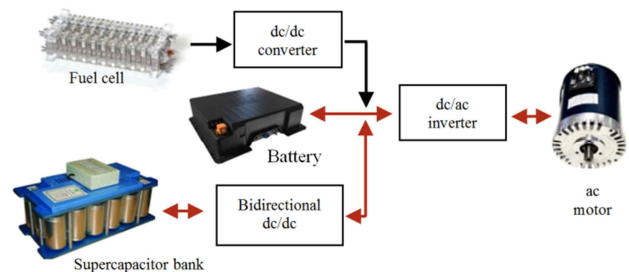 dc/dc
converter
Fuel cell
dc/ac
inverter
Battery
ac
motor
Bidirectional
dc/dc
Supercapacitor bank